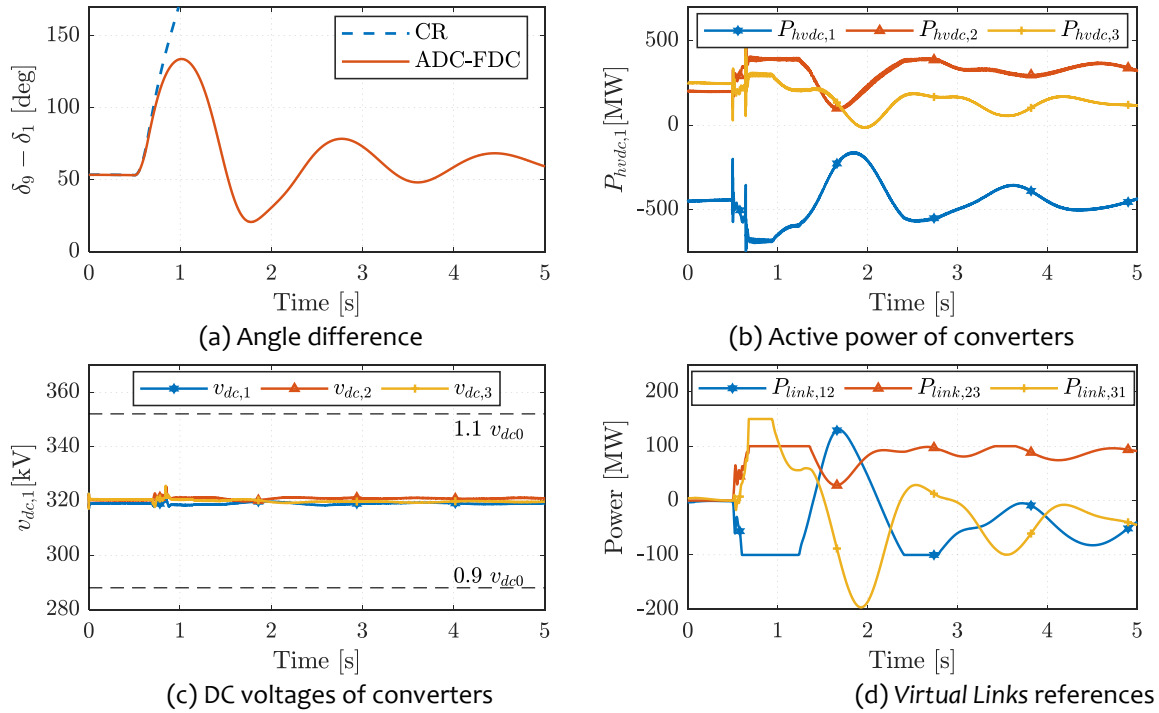 CR
ADC-FDC
δ9 − δ1 [deg]
150
100
50
0
0 1 2 3 4 5
Time [s]
(a) Angle difference
Phvdc,1 Phvdc,2 Phvdc,3
Phvdc,1[MW]
500
0
-500
0 1 2 3 4 5
Time [s]
(b) Active power of converters
vdc,1 vdc,2 vdc,3
vdc,1[kV]
360
340
320
300
280
1.1 vdc0
0.9 vdc0
0 1 2 3 4 5
Time [s]
(c) DC voltages of converters
Plink,12 Plink,23 Plink,31
Power [MW]
200
100
0
-100
-200
0 1 2 3 4 5
Time [s]
(d) Virtual Links references